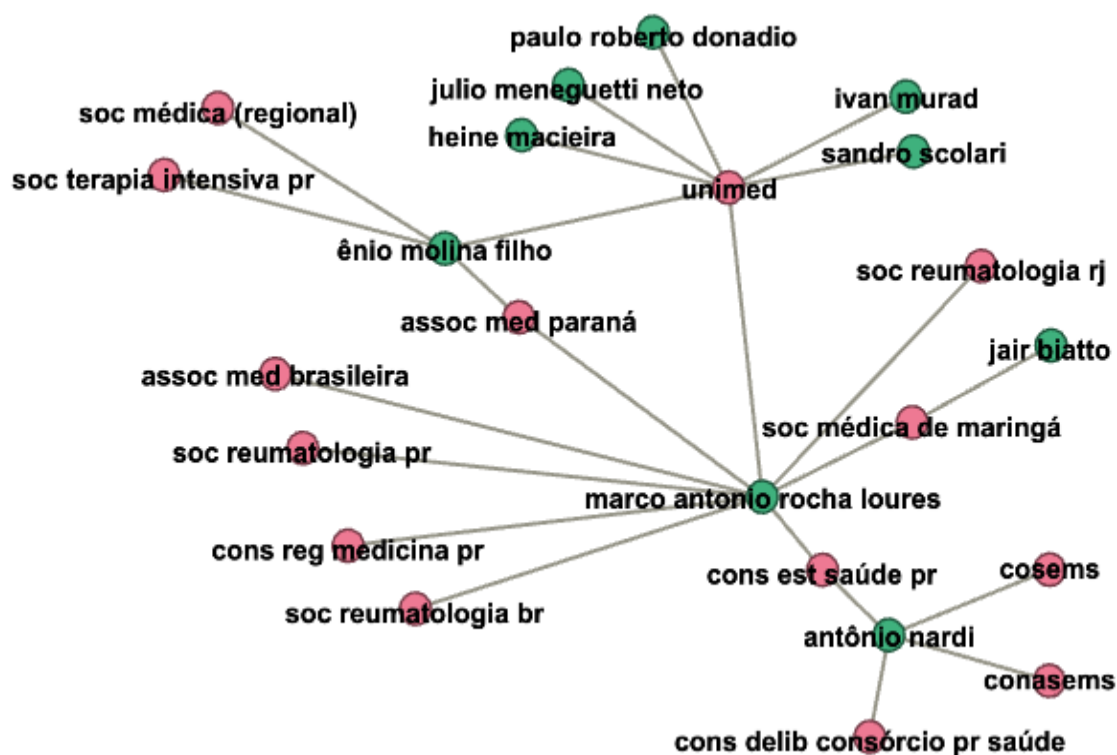 paulo roberto donadio
julio meneguetti neto
ivan murad
soc médica (regional)
heine macieira
sandro scolari
soc terapia intensiva pr
unimed
ênio molina filho
soc reumatologia rj
assoc med paraná
jair biatto
assoc med brasileira
soc médica de maringá
soc reumatologia pr
marco antonio rocha loures
cons reg medicina pr
cons est saúde pr
cosems
soc reumatologia br
antônio nardi
conasems
cons delib consórcio pr saúde